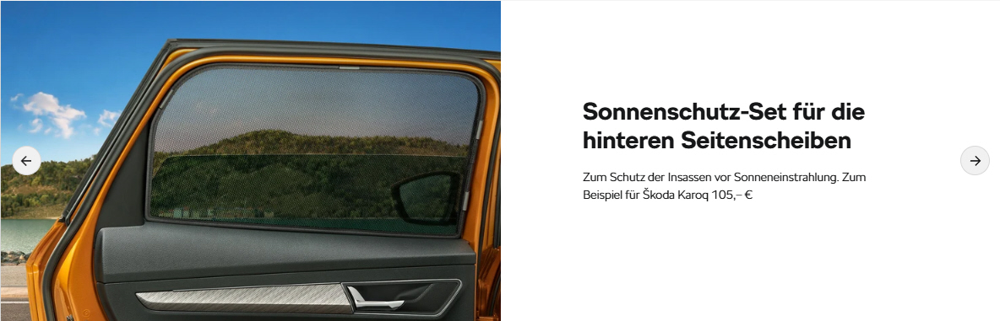 Sonnenschutz-Set für die
hinteren Seitenscheiben
Zum Schutz der Insassen vor Sonneneinstrahlung. Zum
Beispiel für Škoda Karoq 105,– €